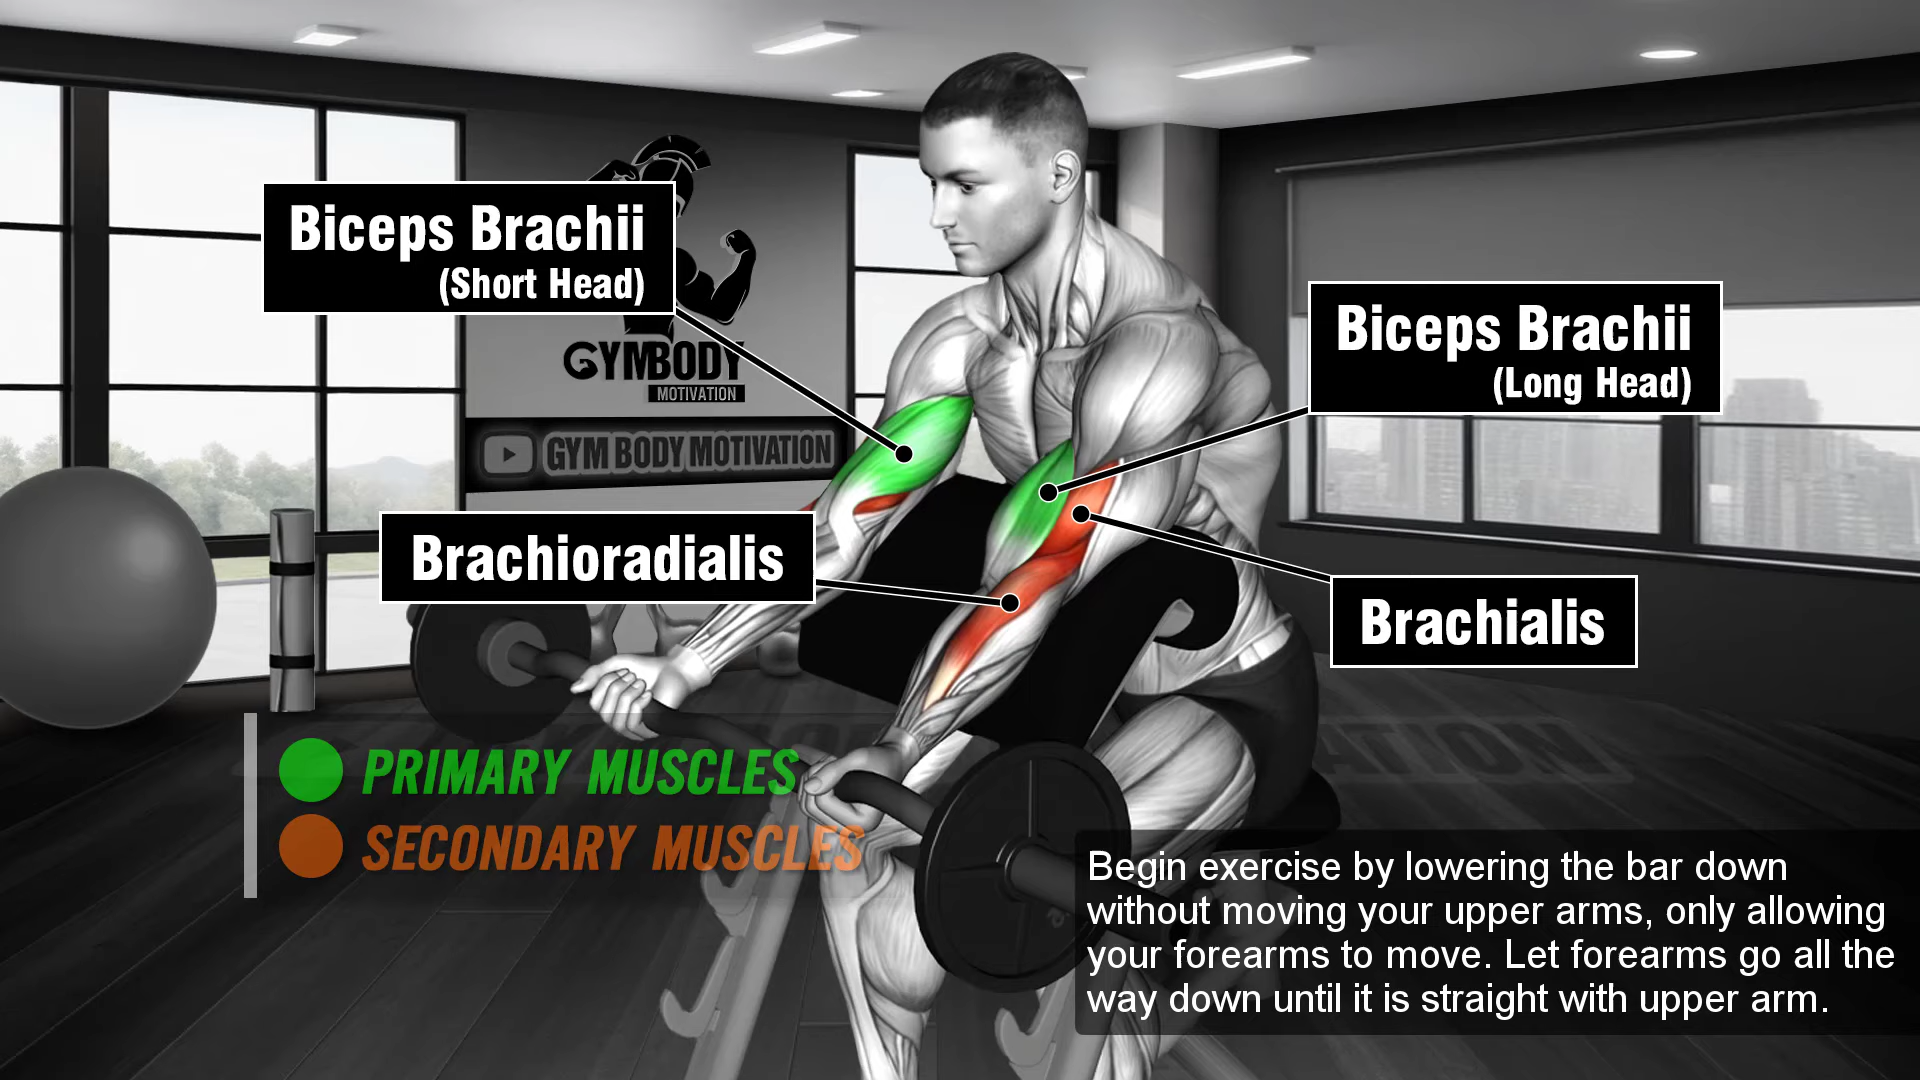 Biceps Brachii
(Short Head)
Biceps Brachii
(Long Head)
GYMBODY
MOTIVATION
GYM BODY MOTIVATION
Brachioradialis
Brachialis
PRIMARY MUSCLES
SECONDARY MUSCLES
Begin exercise by lowering the bar down
without moving your upper arms, only allowing
your forearms to move. Let forearms go all the
way down until it is straight with upper arm.